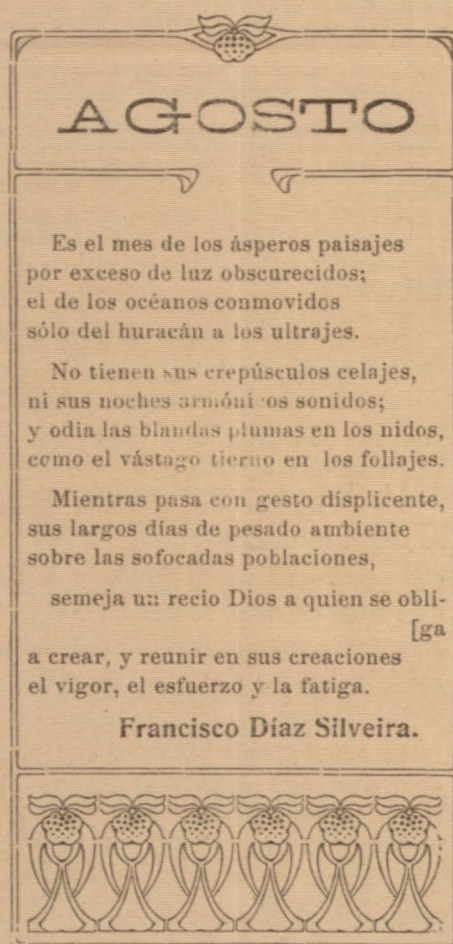 AGOSTO
Es el mes de los ásperos paisajes
por exceso de luz obscurecidos;
el de los océanos conmovidos
sólo del huracán a los ultrajes.
No tienen sus crepúsculos celajes,
ni sus noches armóni os sonidos;
y odia las blandas plumas en los nidos,
como el vástago tierno en los follajes.
Mientras pasa con gesto displicente,
sus largos días de pesado ambiente
sobre las sofocadas poblaciones,
semeja un recio Dios a quien se obli-
[ga
a crear, y reunir en sus creaciones
el vigor, el esfuerzo y la fatiga.
Francisco Díaz Silveira.